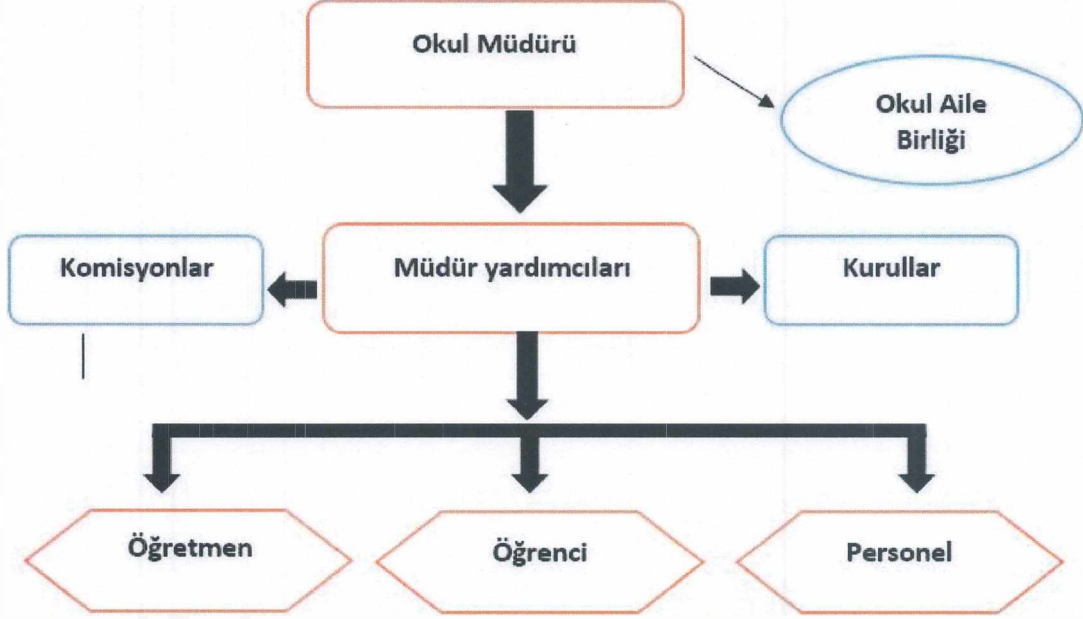 Okul Müdürü
Okul Aile
Birliği
Komisyonlar
Müdür yardımcıları
Kurullar
Öğretmen
Öğrenci
Personel